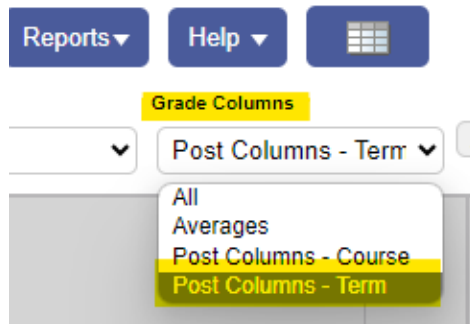 Reports▾ Help ▾
Grade Columns
Post Columns - Term
All
Averages
Post Columns - Course
Post Columns - Term